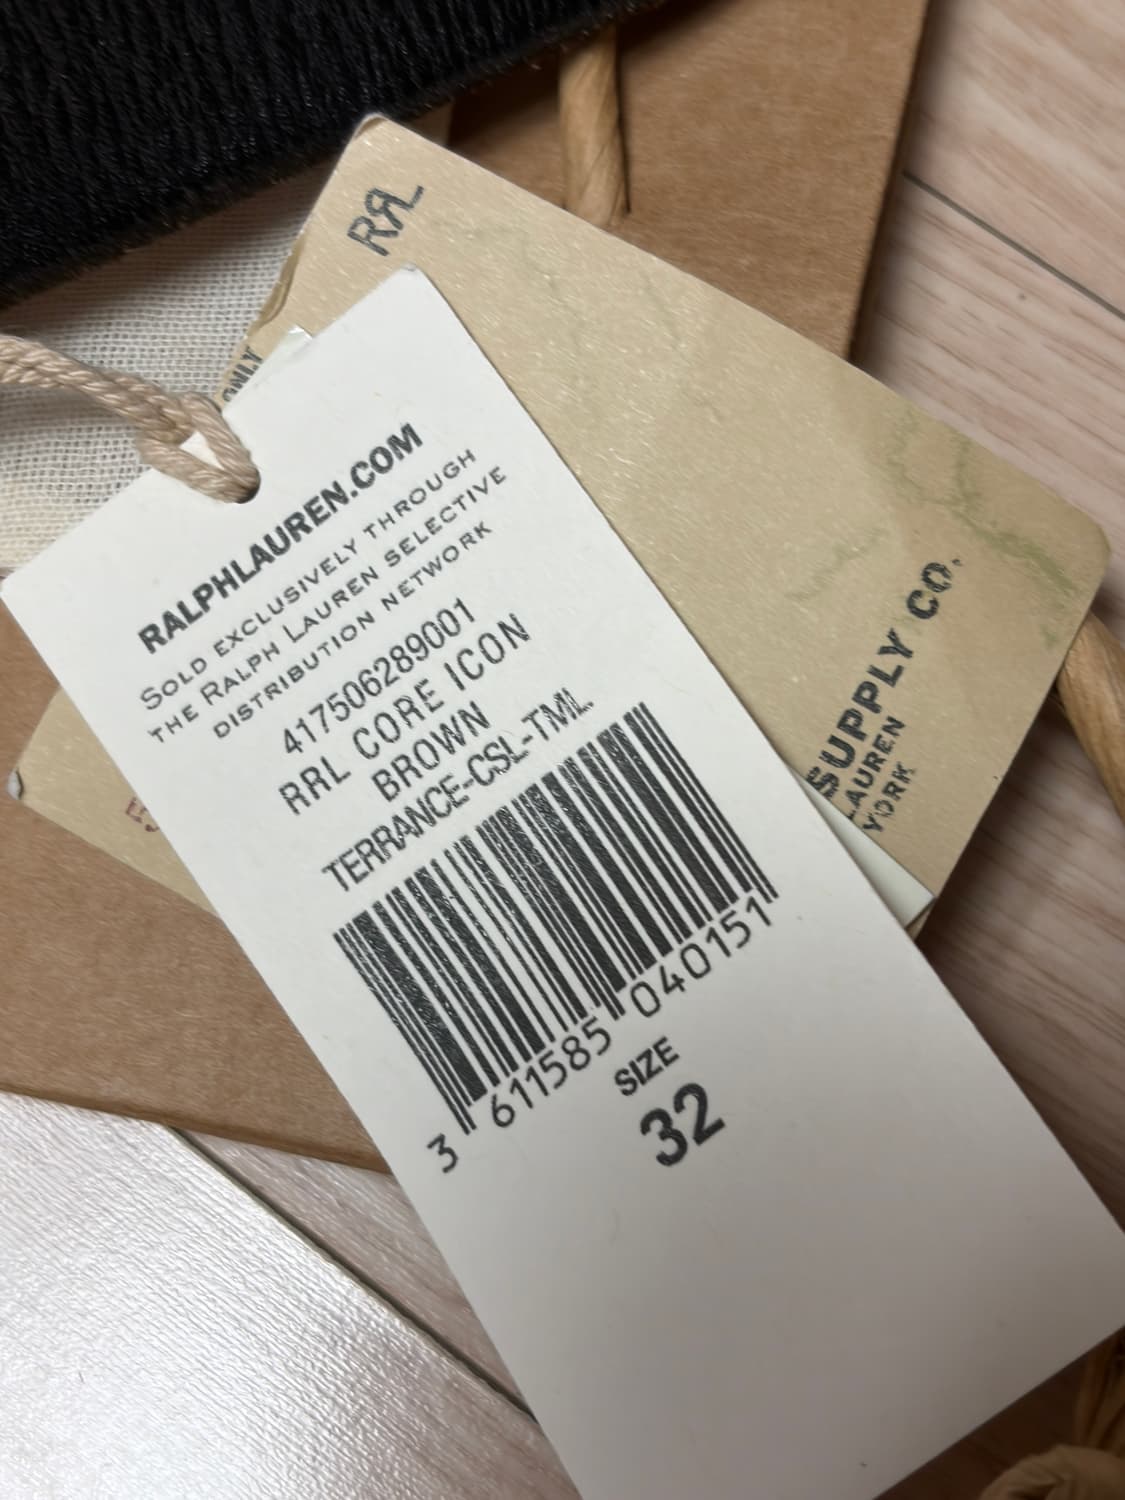 RRL
ONLY
RALPHLAUREN.COM
SOLD EXCLUSIVELY THROUGH
THE RALPH LAUREN SELECTIVE
DISTRIBUTION NETWORK
417506289001
RRL CORE ICON
BROWN
TERRANCE-CSL-TML
3 611585 040151
SIZE
32
SUPPLY CO.
LAUREN
YORK